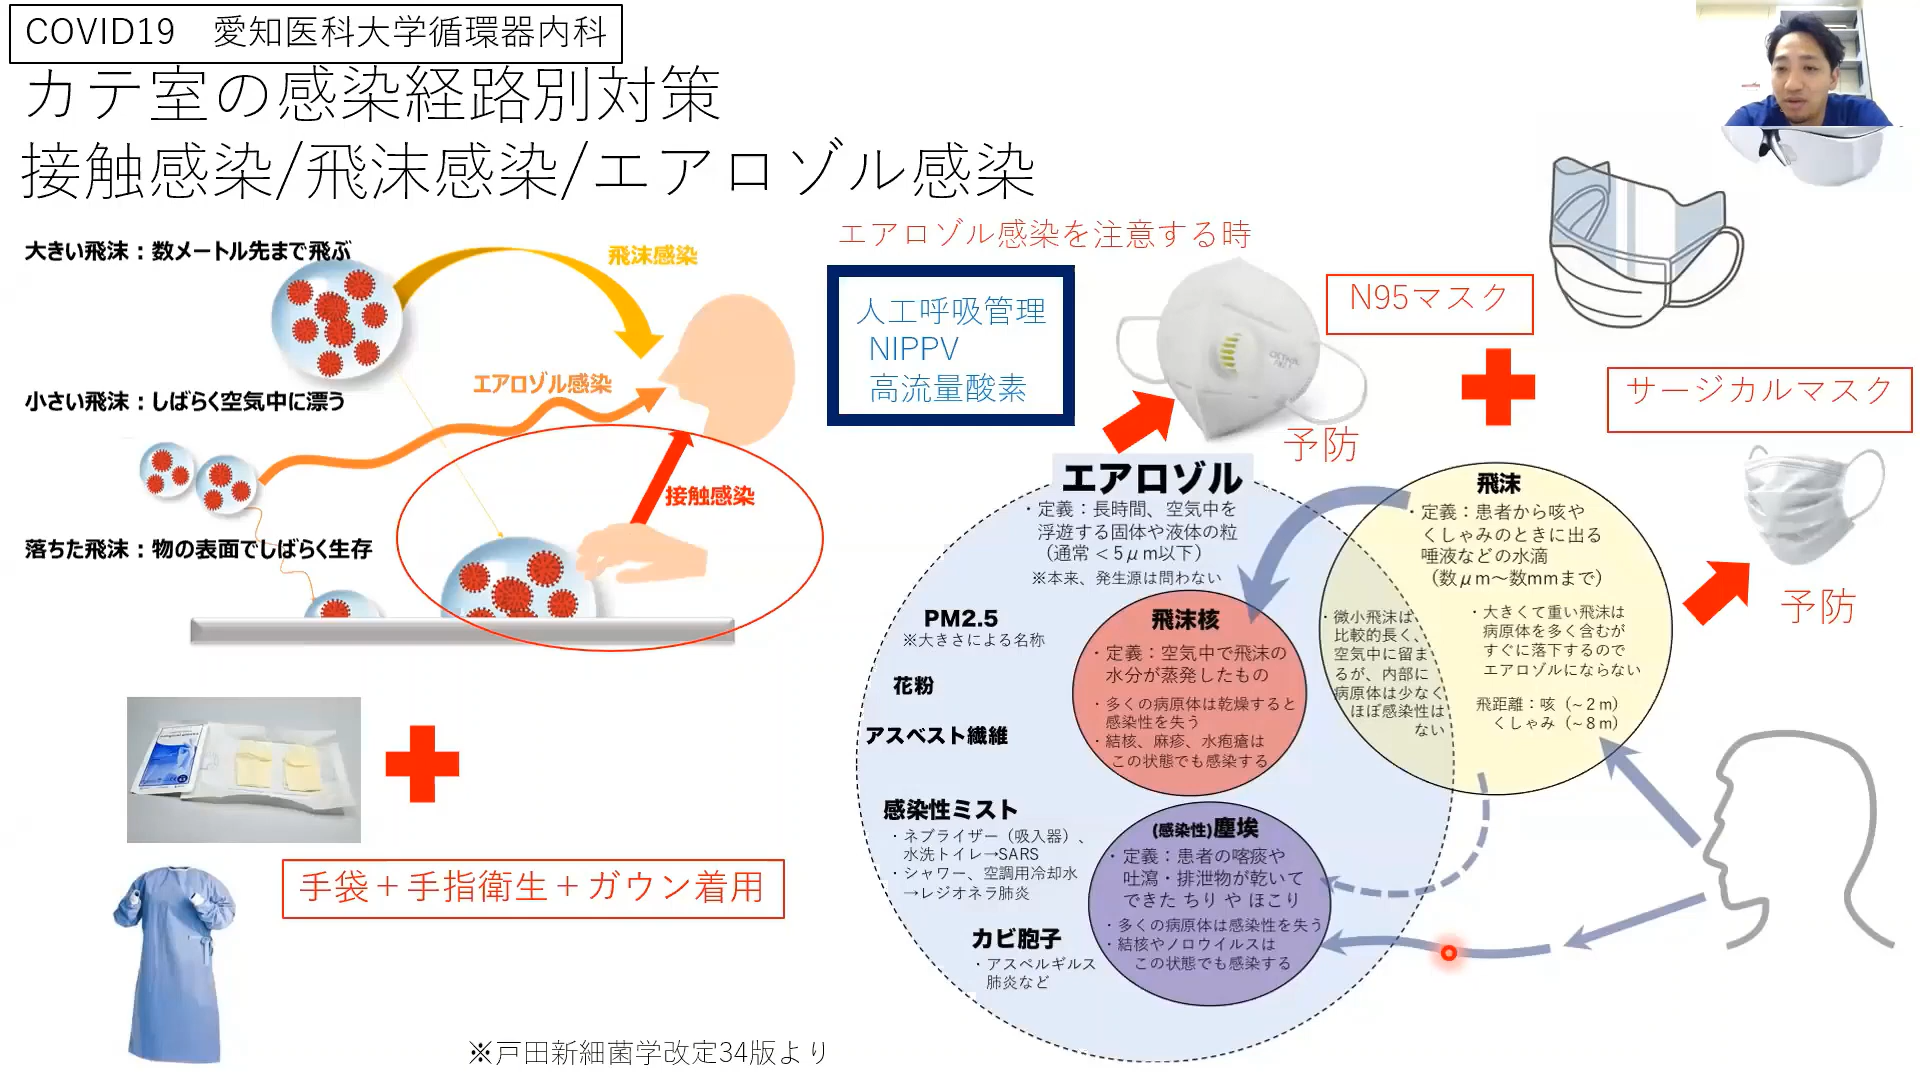 COVID19　愛知医科大学循環器内科
カテ室の感染経路別対策
接触感染/飛沫感染/エアロゾル感染
大きい飛沫：数メートル先まで飛ぶ
飛沫感染
小さい飛沫：しばらく空気中に漂う
エアロゾル感染
接触感染
落ちた飛沫：物の表面でしばらく生存
手袋＋手指衛生＋ガウン着用
※戸田新細菌学改定34版より
エアロゾル感染を注意する時
人工呼吸管理
NIPPV
高流量酸素
N95マスク
予防
サージカルマスク
予防
エアロゾル
・定義：長時間、空気中を
浮遊する固体や液体の粒
（通常＜5μm以下）
※本来、発生源は問わない
PM2.5
※大きさによる名称
花粉
アスベスト繊維
感染性ミスト
・ネブライザー（吸入器）、
水洗トイレ→SARS
・シャワー、空調用冷却水
→レジオネラ肺炎
カビ胞子
・アスペルギルス
肺炎など
飛沫核
・定義：空気中で飛沫の
水分が蒸発したもの
・多くの病原体は乾燥すると
感染性を失う
・結核、麻疹、水疱瘡は
この状態でも感染する
(感染性)塵埃
・定義：患者の喀痰や
吐瀉・排泄物が乾いて
できた ちり や ほこり
・多くの病原体は感染性を失う
・結核やノロウイルスは
この状態でも感染する
飛沫
・定義：患者から咳や
くしゃみのときに出る
唾液などの水滴
（数μm～数mmまで）
・微小飛沫は
比較的長く、
空気中に留ま
るが、内部に
病原体は少なく
ほぼ感染性は
ない
・大きくて重い飛沫は
病原体を多く含むが
すぐに落下するので
エアロゾルにならない
飛距離：咳（～2ｍ）
くしゃみ（～8ｍ）